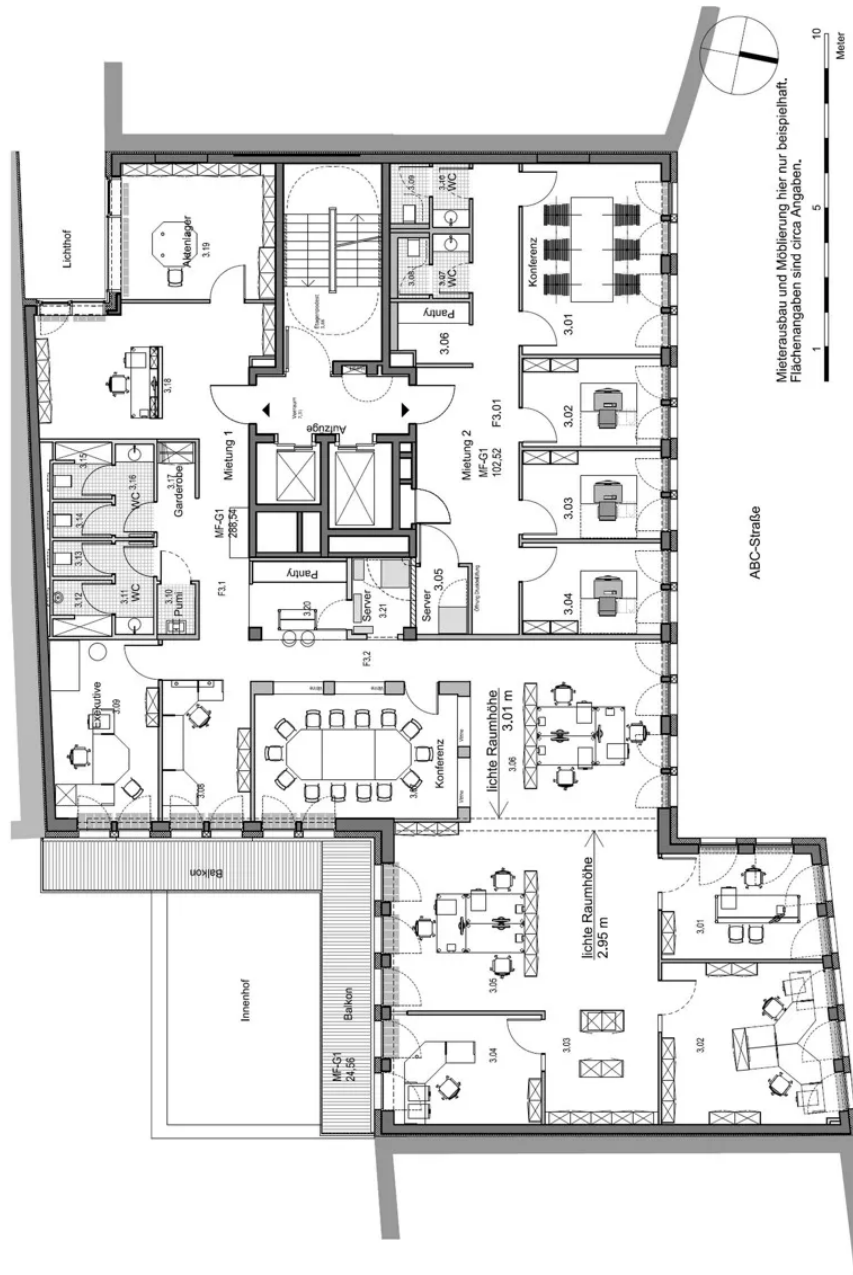 10
Meter
5
1
Mieterausbau und Möblierung hier nur beispielhaft.
Flächenangaben sind circa Angaben.
ABC-Straße
Lichthof
Aktenlager
3.19
3.18
3.09
3.10
WC
3.08
3.07
WC
Pantry
3.06
Konferenz
3.01
3.02
3.03
3.04
Aufzüge
Mietung 1
MF-G1
288,54
Mietung 2
MF-G1
102,52
F3.01
3.15
3.16
WC
3.14
3.17
Garderobe
3.13
3.12
3.11
WC
3.10
Pumi
F3,1
Pantry
3.20
Server
3.21
Server
3.05
F3,2
Exekutive
3.09
3.08
Konferenz
lichte Raumhöhe
3.01 m
3.06
lichte Raumhöhe
2.95 m
Balkon
Innenhof
Balkon
MF-G1
24,56
3.05
3.04
3.03
3.02
3.01